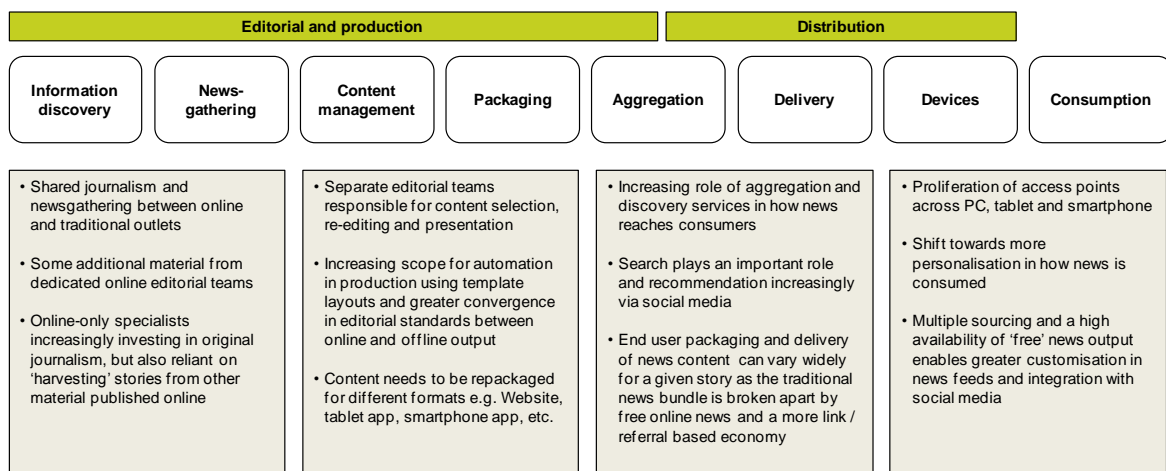 Editorial and production
Distribution
Information
discovery
News-
gathering
Content
management
Packaging
Aggregation
Delivery
Devices
Consumption
• Shared journalism and
newsgathering between online
and traditional outlets
• Some additional material from
dedicated online editorial teams
• Online-only specialists
increasingly investing in original
journalism, but also reliant on
‘harvesting’ stories from other
material published online
• Separate editorial teams
responsible for content selection,
re-editing and presentation
• Increasing scope for automation
in production using template
layouts and greater convergence
in editorial standards between
online and offline output
• Content needs to be repackaged
for different formats e.g. Website,
tablet app, smartphone app, etc.
• Increasing role of aggregation and
discovery services in how news
reaches consumers
• Search plays an important role
and recommendation increasingly
via social media
• End user packaging and delivery
of news content can vary widely
for a given story as the traditional
news bundle is broken apart by
free online news and a more link /
referral based economy
• Proliferation of access points
across PC, tablet and smartphone
• Shift towards more
personalisation in how news is
consumed
• Multiple sourcing and a high
availability of ‘free’ news output
enables greater customisation in
news feeds and integration with
social media